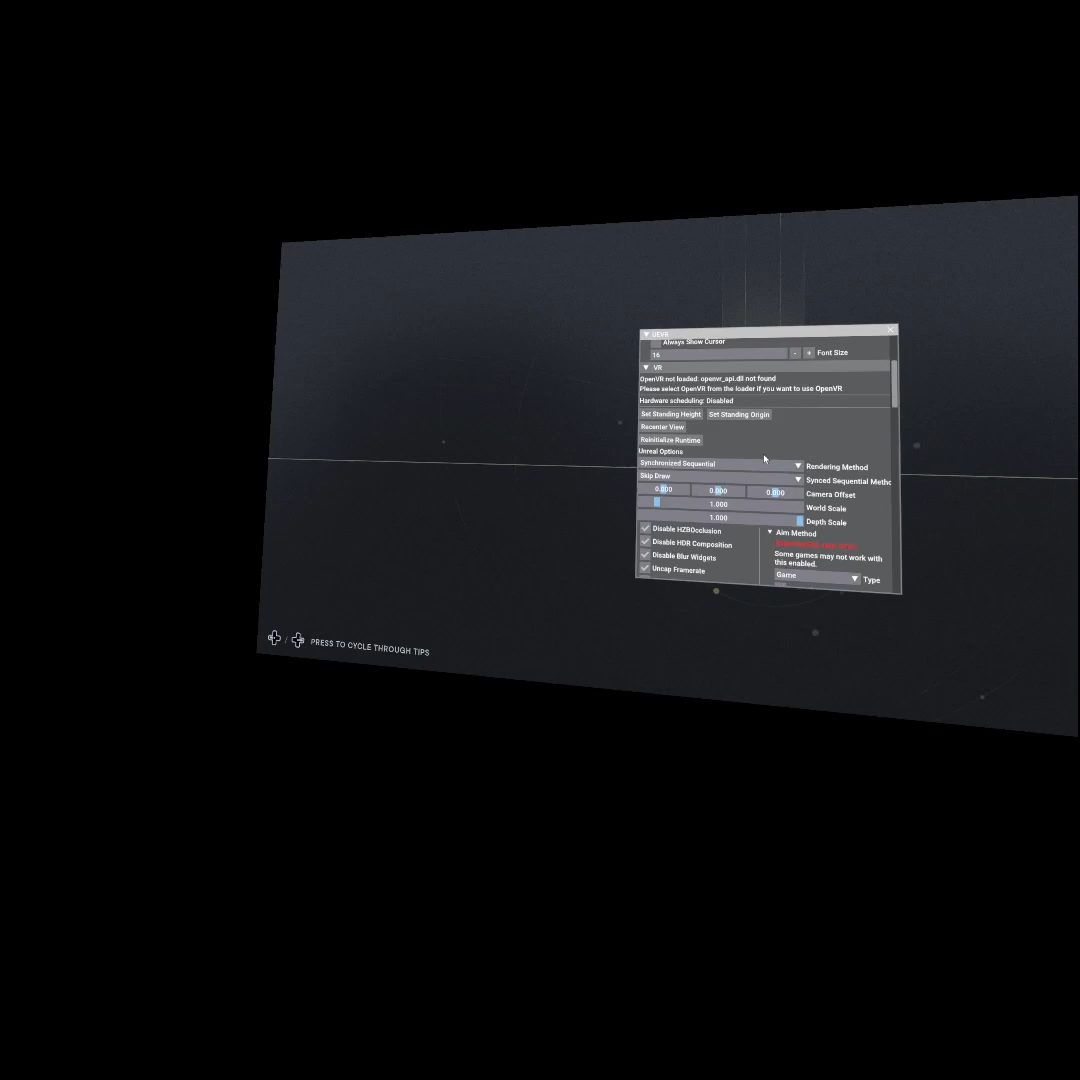 UEVR
Always Show Cursor
16 - + Font Size
VR
OpenVR not loaded: openvr_api.dll not found
Please select OpenVR from the loader if you want to use OpenVR
Hardware scheduling: Disabled
Set Standing Height Set Standing Origin
Recenter View
Reinitialize Runtime
Unreal Options
Synchronized Sequential Rendering Method
Skip Draw Synced Sequential Metho
0.000 0.000 0.000 Camera Offset
1.000 World Scale
1.000 Depth Scale
Disable HZBOcclusion
Disable HDR Composition
Disable Blur Widgets
Uncap Framerate
Aim Method
Some games may not work with
this enabled.
Game Type
/ PRESS TO CYCLE THROUGH TIPS